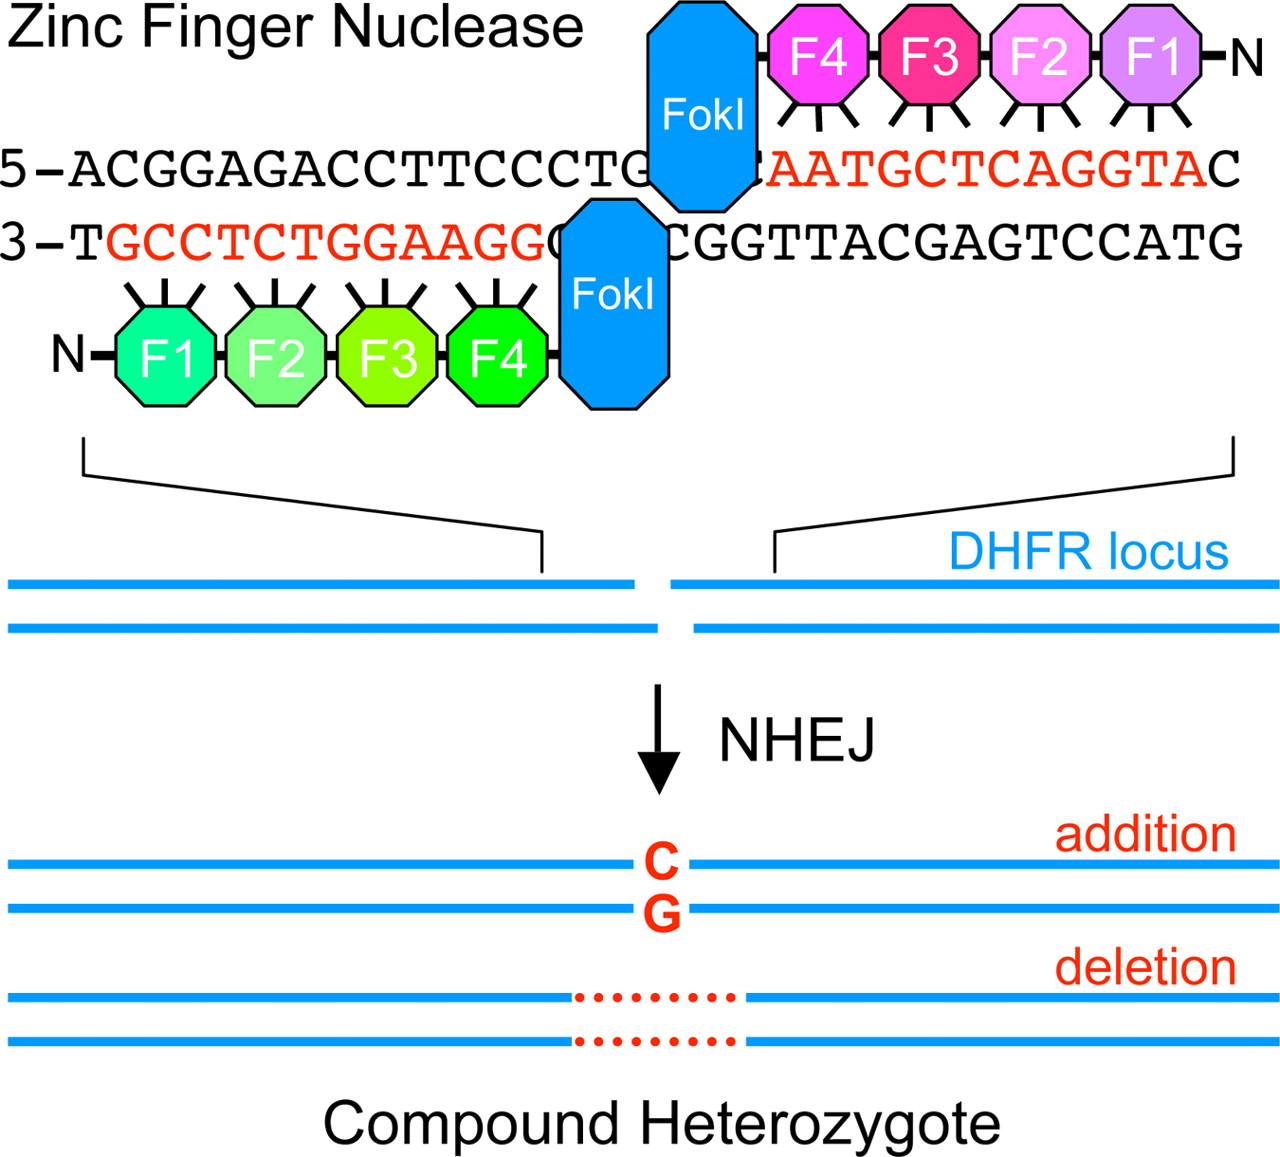 Zinc Finger Nuclease
F4 F3 F2 F1 N
FokI
5-ACGGAGACCTTCCCTG CAATGCTCAGGTAC
3-TGCCTCTGGAAGG CGGTTACGAGTCCATG
FokI
N F1 F2 F3 F4
DHFR locus
NHEJ
addition
C
G
deletion
Compound Heterozygote